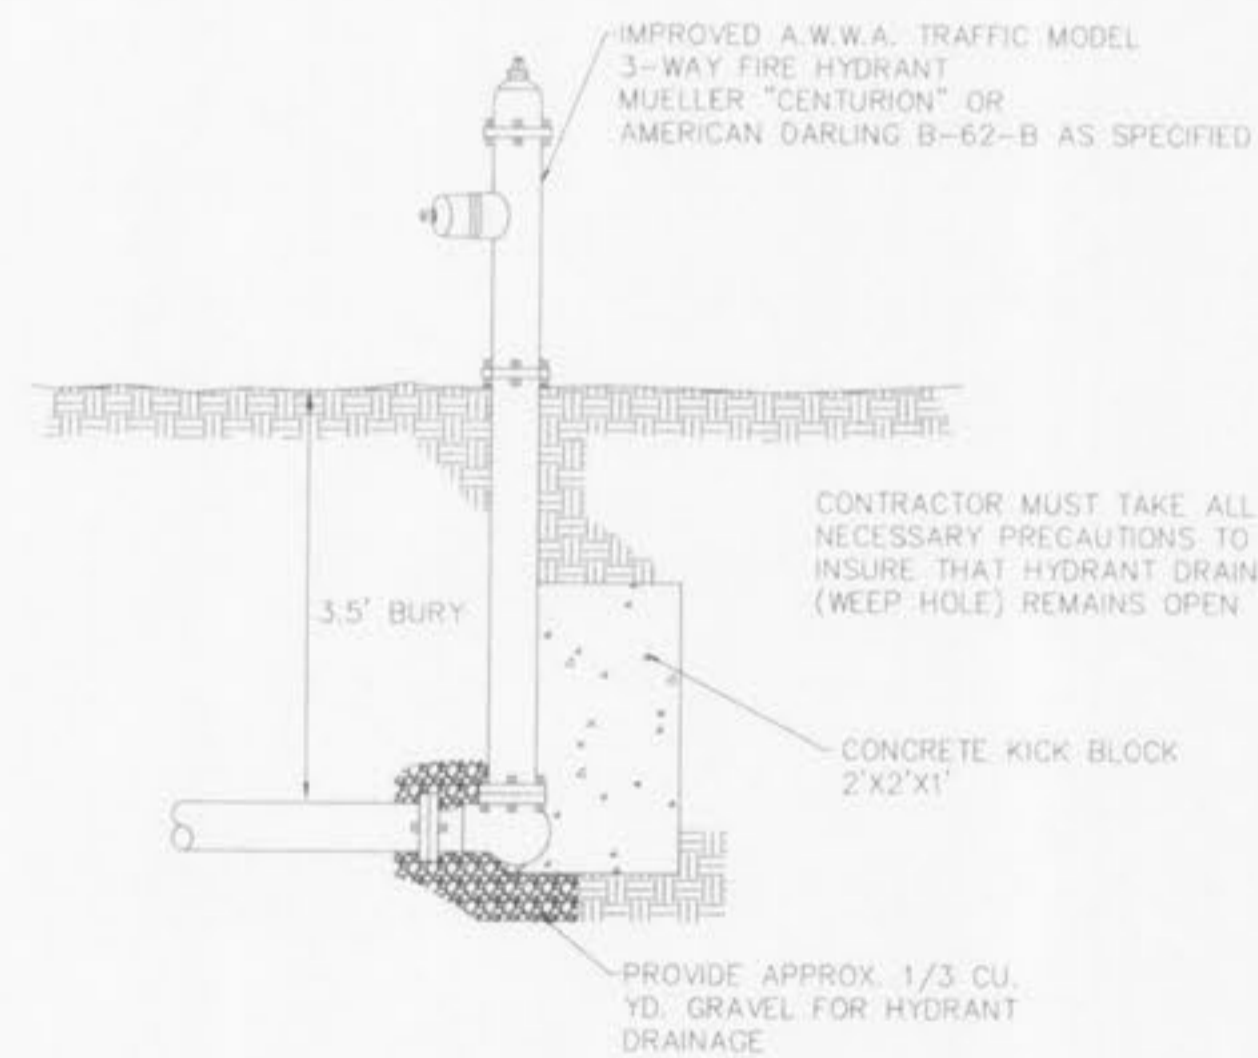 IMPROVED A.W.W.A. TRAFFIC MODEL
3-WAY FIRE HYDRANT
MUELLER "CENTURION" OR
AMERICAN DARLING B-62-B AS SPECIFIED
CONTRACTOR MUST TAKE ALL
NECESSARY PRECAUTIONS TO
INSURE THAT HYDRANT DRAIN
(WEEP HOLE) REMAINS OPEN
3.5' BURY
CONCRETE KICK BLOCK
2'X2'X1'
PROVIDE APPROX. 1/3 CU.
YD. GRAVEL FOR HYDRANT
DRAINAGE